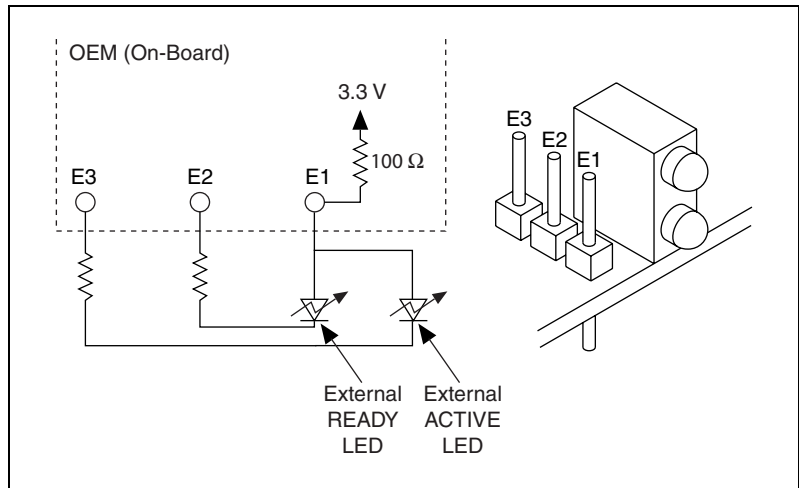 OEM (On-Board)
3.3 V
100 Ω
E3
E2
E1
External
READY
LED
External
ACTIVE
LED
E3
E2
E1